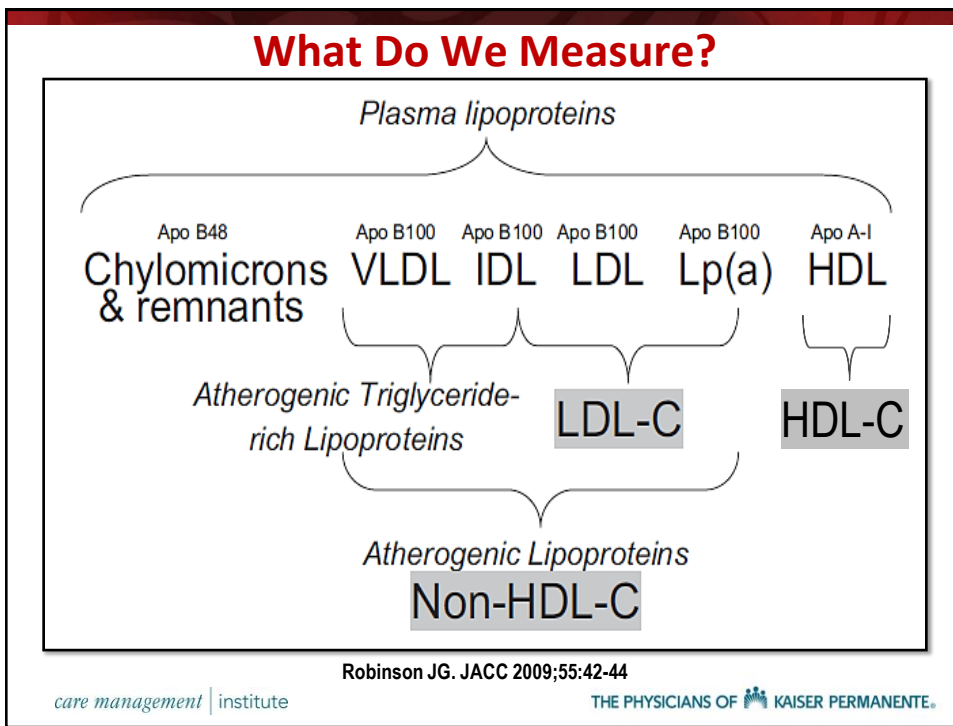 What Do We Measure?
Plasma lipoproteins
Apo B48 Apo B100 Apo B100 Apo B100 Apo B100 Apo A-I
Chylomicrons VLDL IDL LDL Lp(a) HDL
& remnants
Atherogenic Triglyceride-
rich Lipoproteins
LDL-C
HDL-C
Atherogenic Lipoproteins
Non-HDL-C
Robinson JG. JACC 2009;55:42-44
care management | institute
THE PHYSICIANS OF KAISER PERMANENTE®